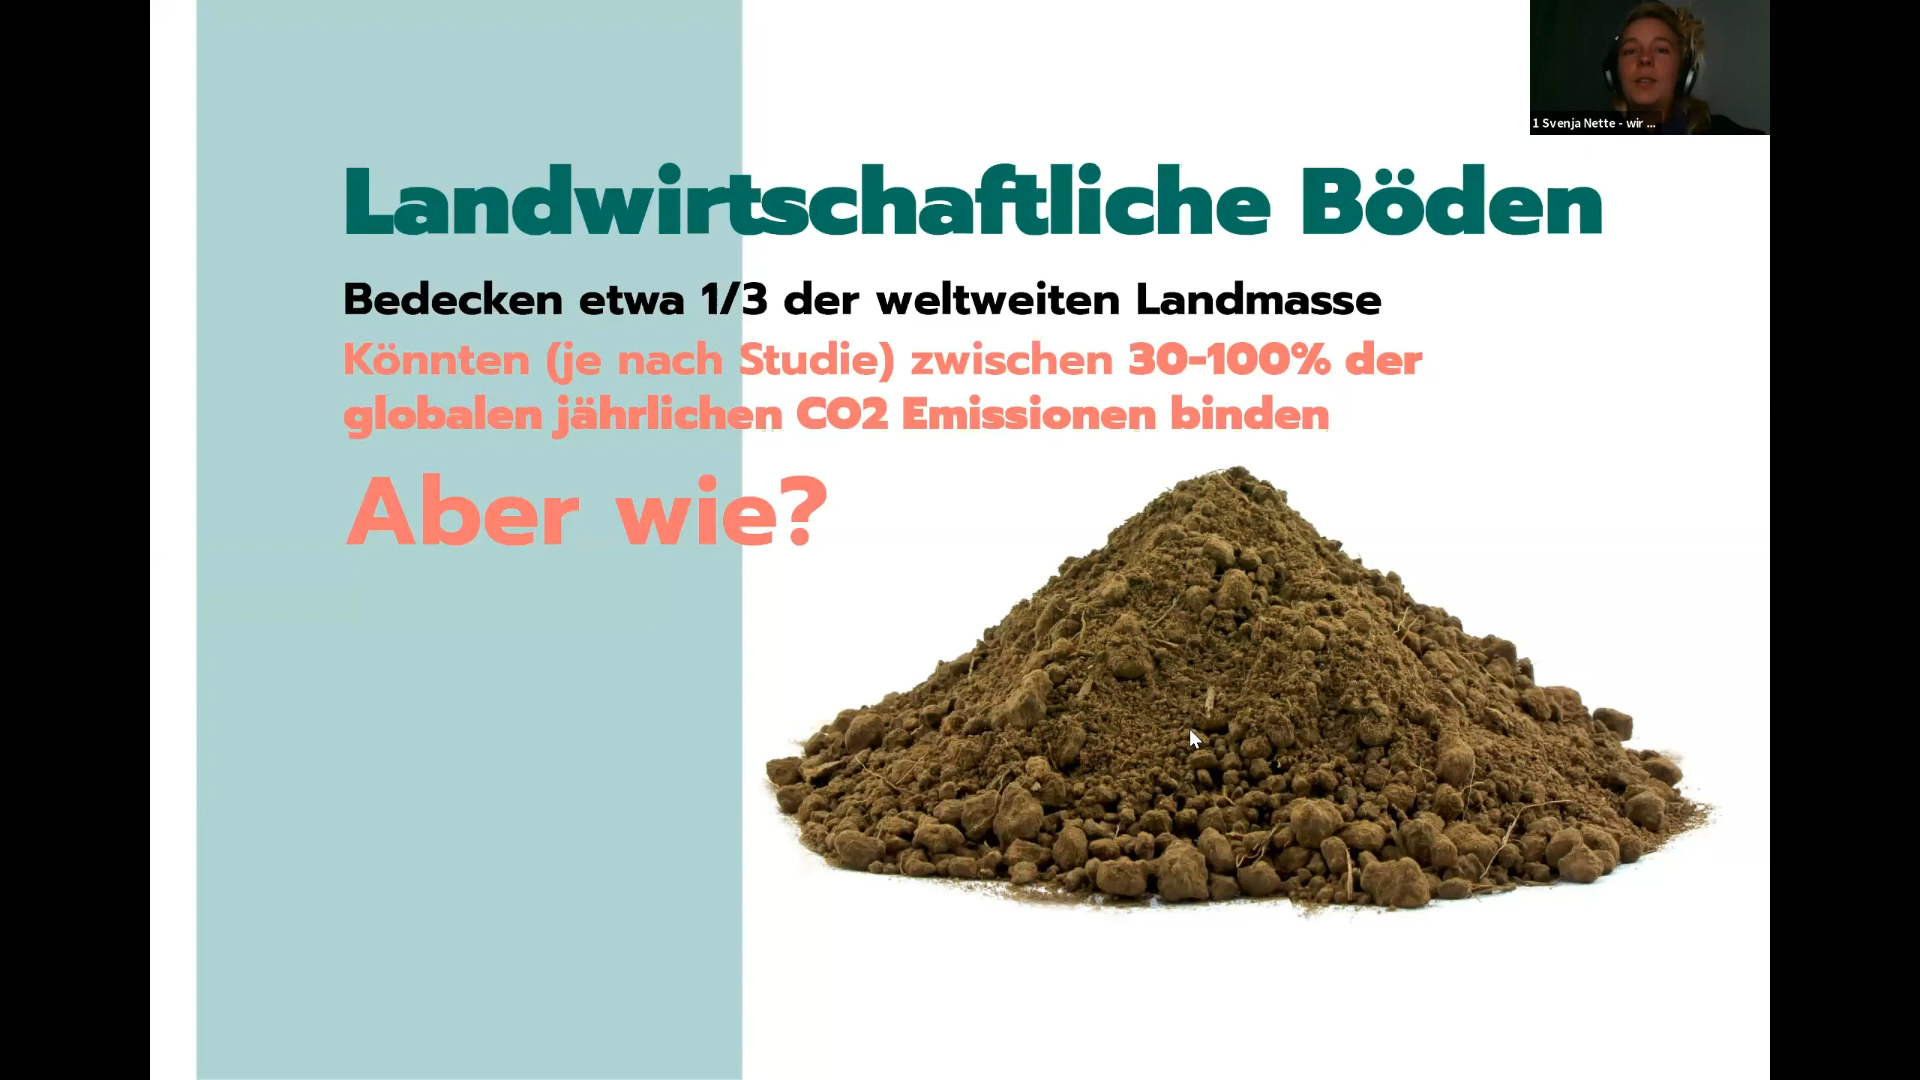 1 Svenja Nette - wir ...
Landwirtschaftliche Böden
Bedecken etwa 1/3 der weltweiten Landmasse
Könnten (je nach Studie) zwischen 30-100% der
globalen jährlichen CO2 Emissionen binden
Aber wie?